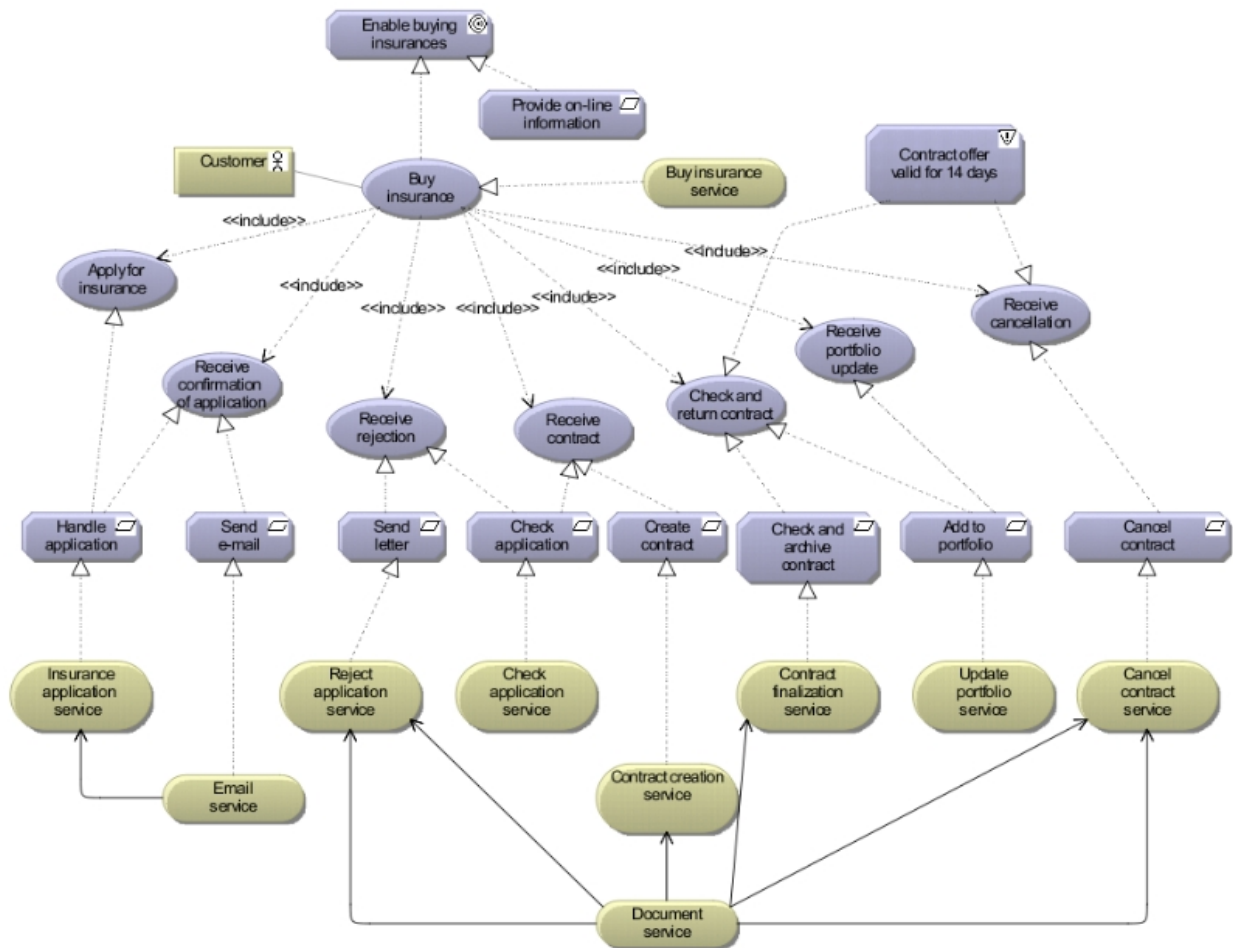 Enable buying
insurances
Provide on-line
information
Customer
Buy
insurance
Buy insurance
service
Contract offer
valid for 14 days
<<include>>
<<include>>
<<include>>
<<include>>
<<include>>
<<include>>
<<include>>
Apply for
insurance
Receive
cancellation
Receive
portfolio
update
Receive
confirmation
of application
Check and
return contract
Receive
rejection
Receive
contract
Handle
application
Send
e-mail
Send
letter
Check
application
Create
contract
Check and
archive
contract
Add to
portfolio
Cancel
contract
Insurance
application
service
Reject
application
service
Check
application
service
Contract
finalization
service
Update
portfolio
service
Cancel
contract
service
Email
service
Contract creation
service
Document
service